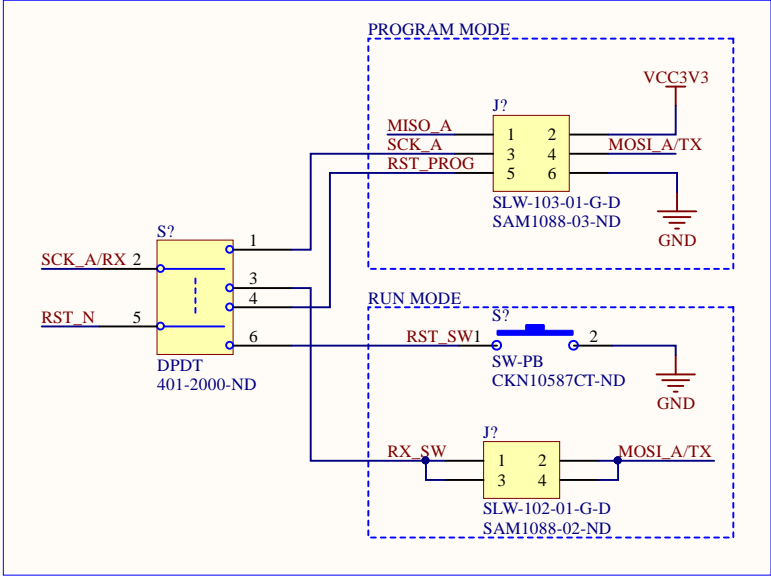 PROGRAM MODE
VCC3V3
J?
MISO_A 1 2
SCK_A 3 4 MOSI_A/TX
RST_PROG 5 6
SLW-103-01-G-D
SAM1088-03-ND
GND
S?
1
SCK_A/RX 2
3
4
RST_N 5
6
DPDT
401-2000-ND
RUN MODE
S?
RST_SW 1 2
SW-PB
CKN10587CT-ND
GND
J?
RX_SW 1 2 MOSI_A/TX
3 4
SLW-102-01-G-D
SAM1088-02-ND